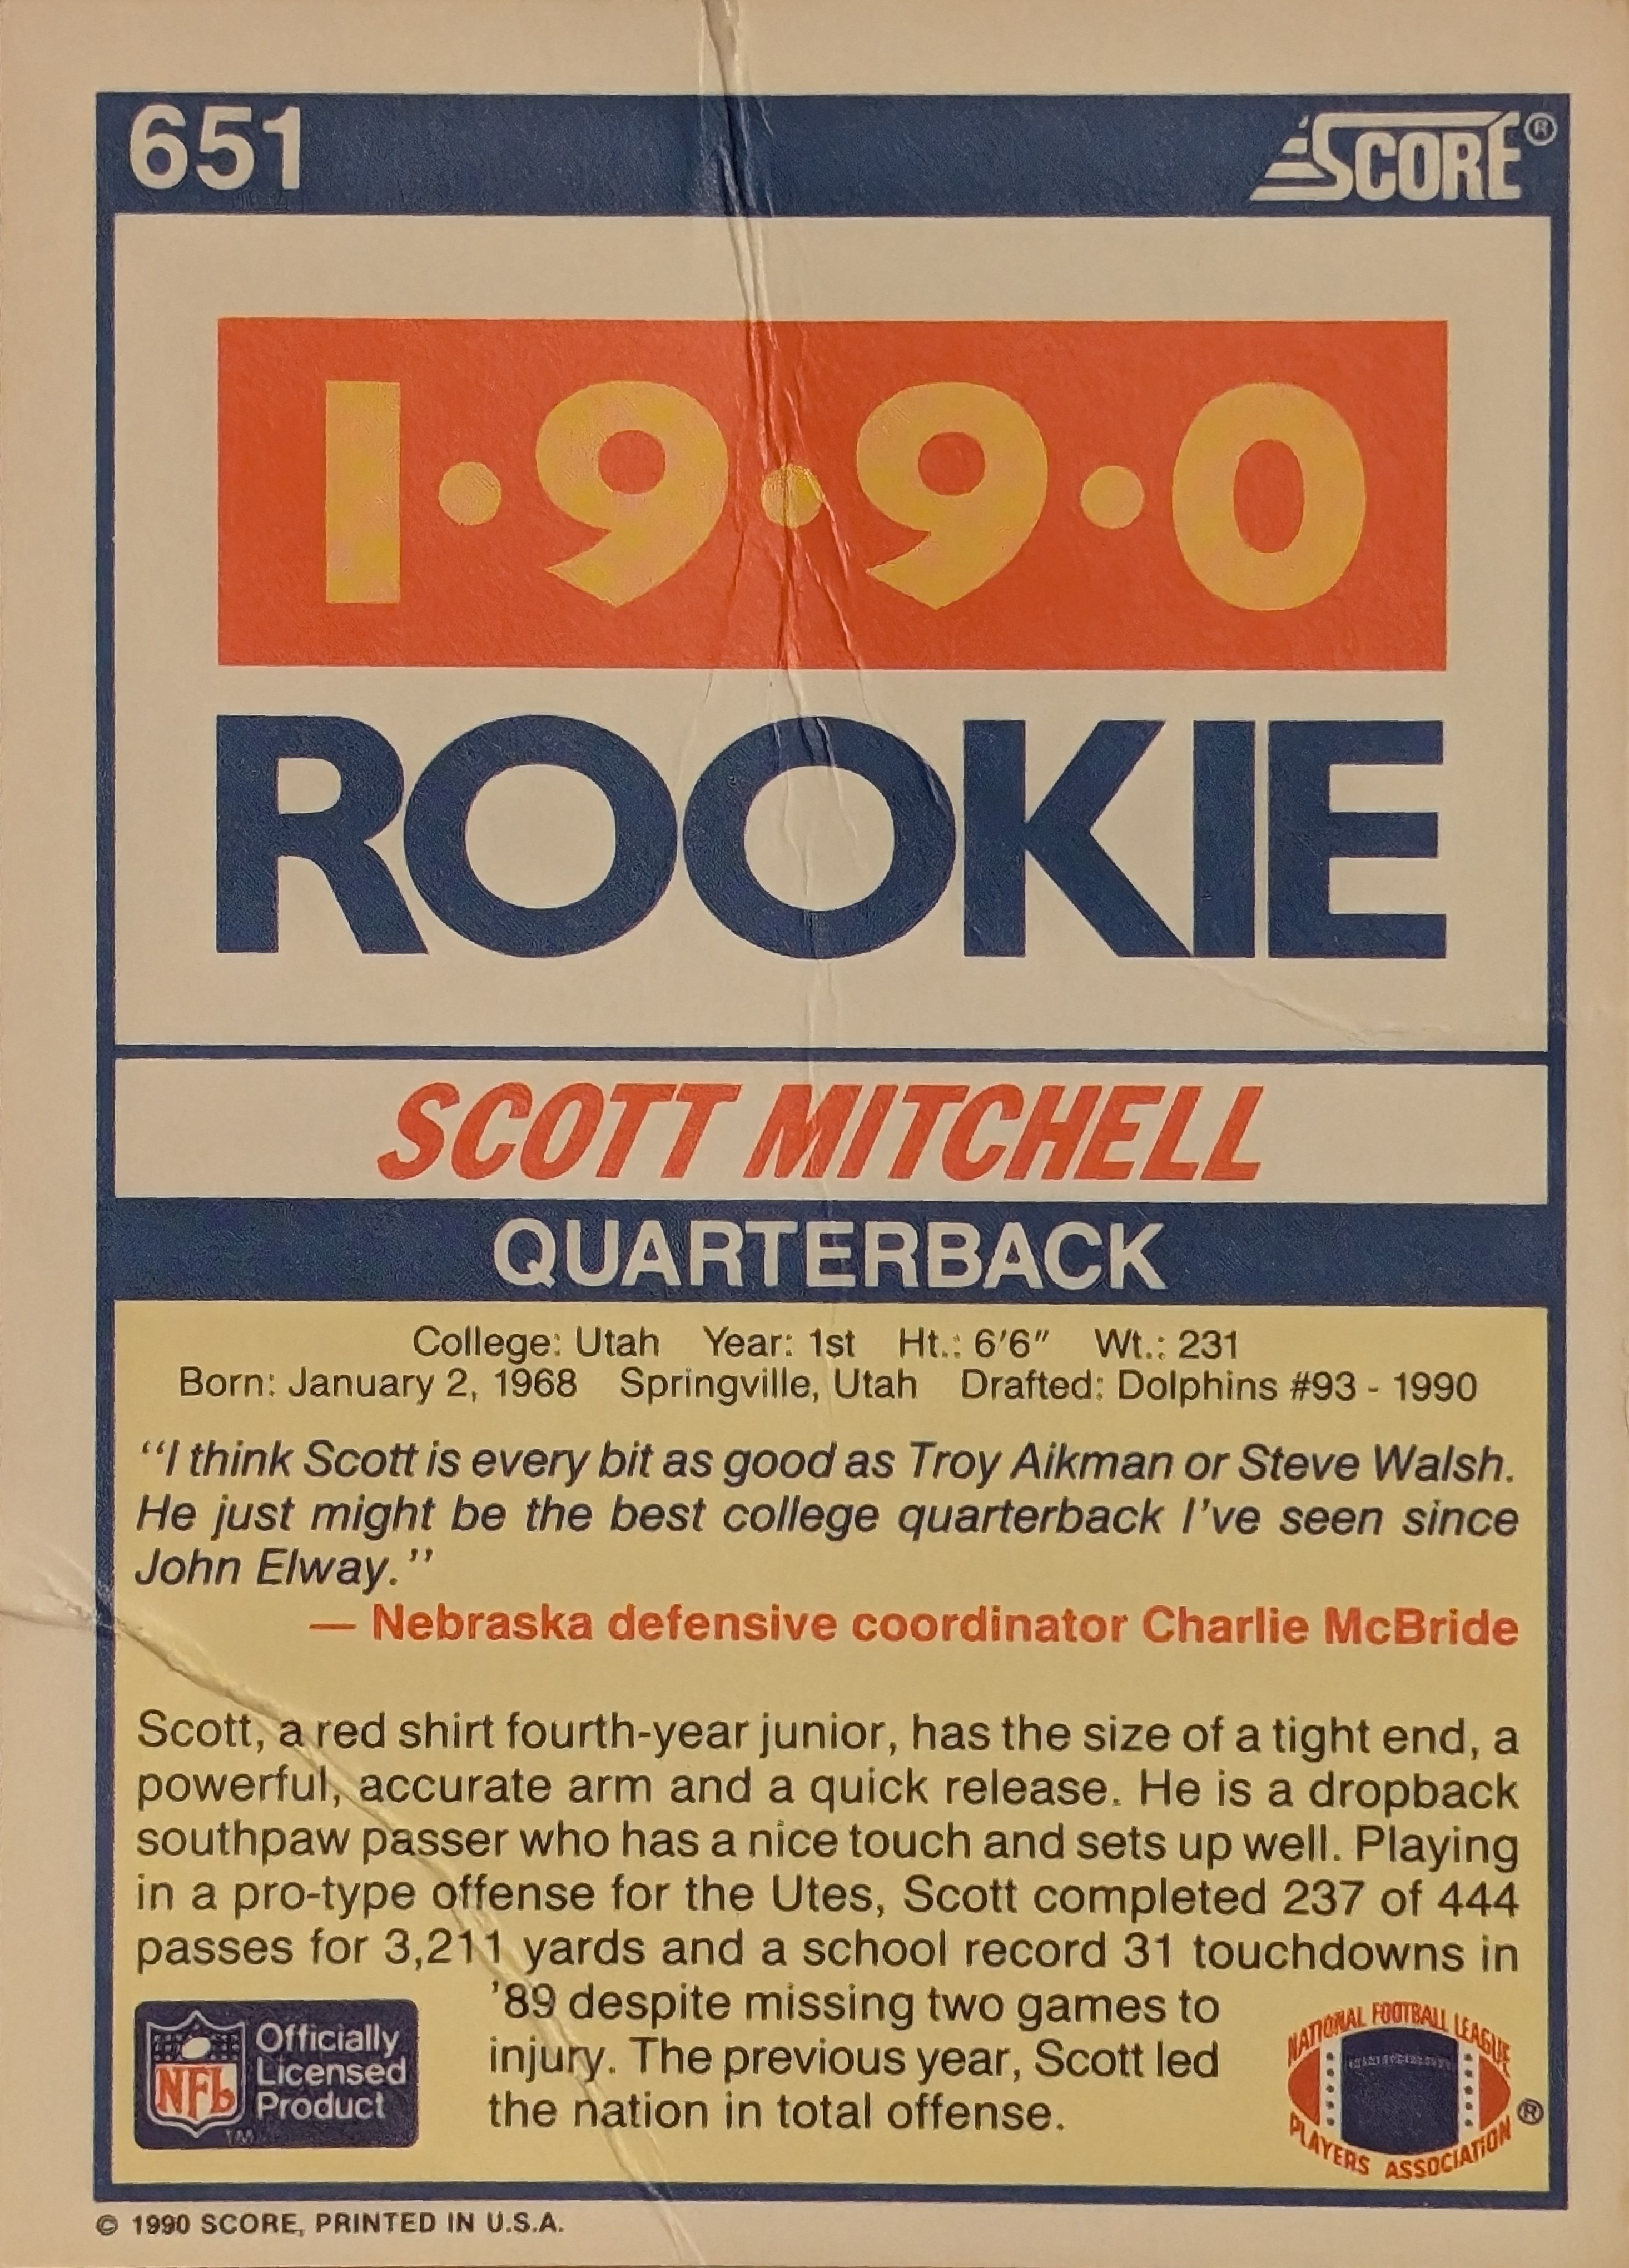 651
SCORE®
1•9•9•0
ROOKIE
SCOTT MITCHELL
QUARTERBACK
College: Utah Year: 1st Ht.: 6'6" Wt.: 231
Born: January 2, 1968 Springville, Utah Drafted: Dolphins #93 - 1990
"I think Scott is every bit as good as Troy Aikman or Steve Walsh.
He just might be the best college quarterback I've seen since
John Elway."
— Nebraska defensive coordinator Charlie McBride
Scott, a red shirt fourth-year junior, has the size of a tight end, a
powerful, accurate arm and a quick release. He is a dropback
southpaw passer who has a nice touch and sets up well. Playing
in a pro-type offense for the Utes, Scott completed 237 of 444
passes for 3,211 yards and a school record 31 touchdowns in
'89 despite missing two games to
injury. The previous year, Scott led
the nation in total offense.
NFL
Officially
Licensed
Product
TM
NATIONAL FOOTBALL LEAGUE
PLAYERS ASSOCIATION
®
© 1990 SCORE, PRINTED IN U.S.A.